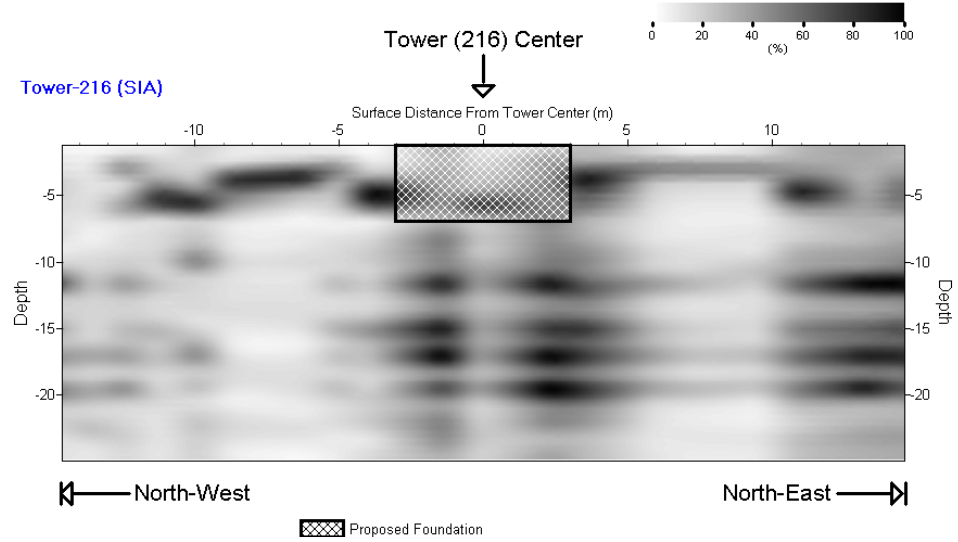 0 20 40 60 80 100
(%)
Tower (216) Center
Tower-216 (SIA)
Surface Distance From Tower Center (m)
-10 -5 0 5 10
-5 -5
-10 -10
-15 -15
-20 -20
Depth
Depth
North-West North-East
Proposed Foundation